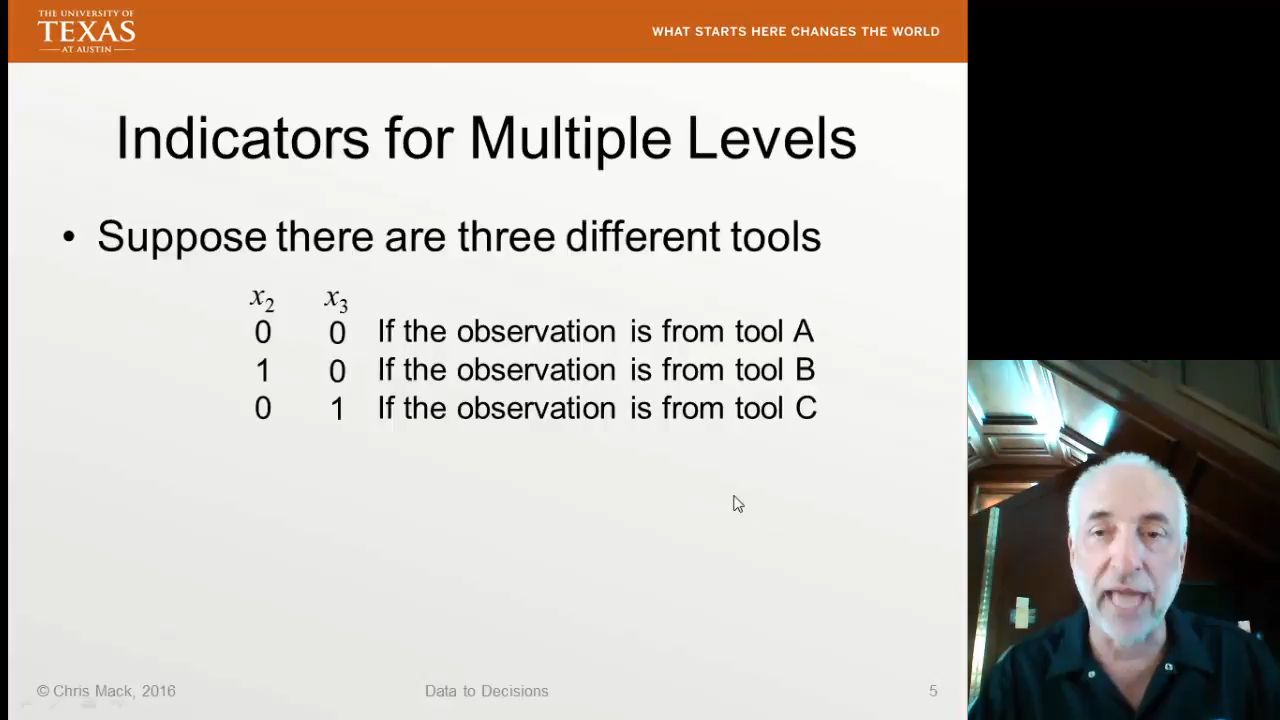 THE UNIVERSITY OF
TEXAS
AT AUSTIN
WHAT STARTS HERE CHANGES THE WORLD
Indicators for Multiple Levels
• Suppose there are three different tools
x₂ x₃
0 0 If the observation is from tool A
1 0 If the observation is from tool B
0 1 If the observation is from tool C
© Chris Mack, 2016 Data to Decisions 5